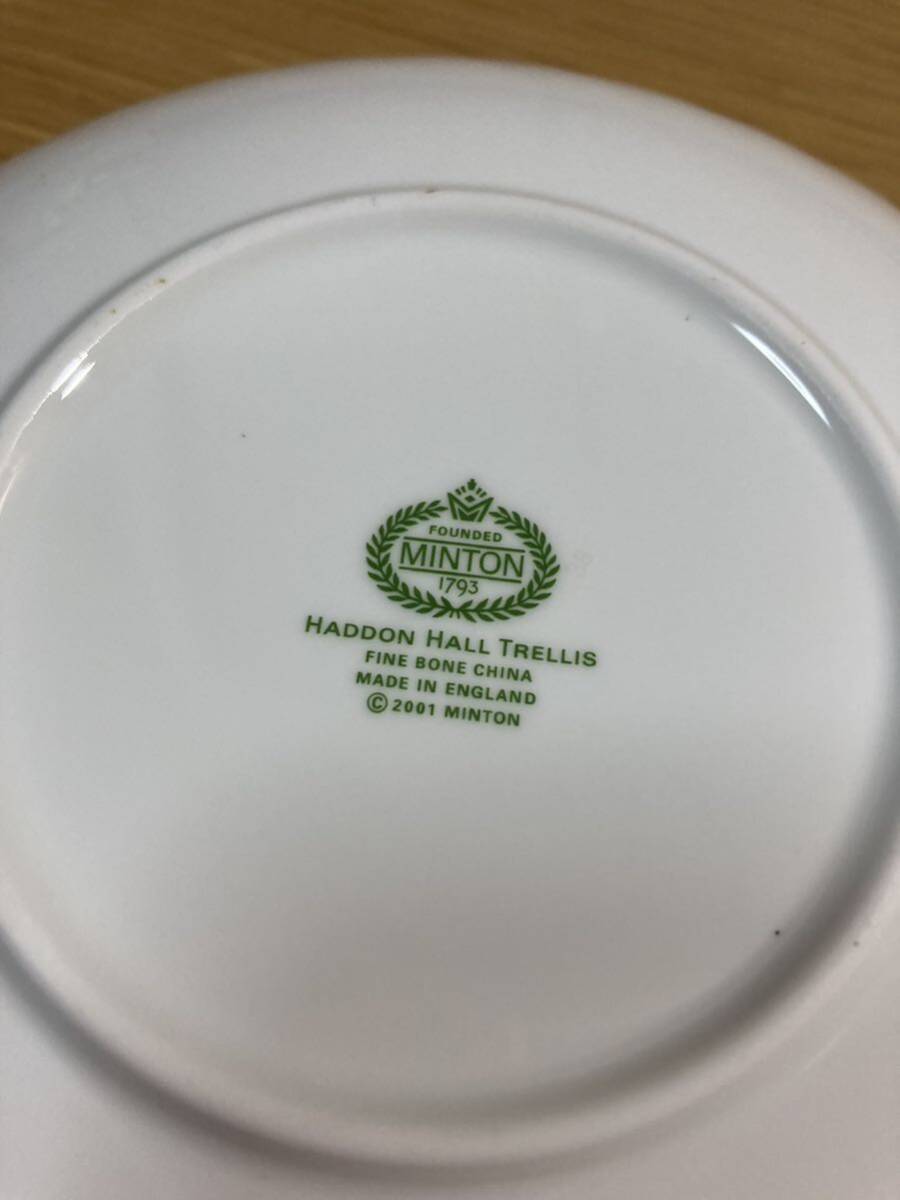 FOUNDED
MINTON
1793
HADDON HALL TRELLIS
FINE BONE CHINA
MADE IN ENGLAND
© 2001 MINTON